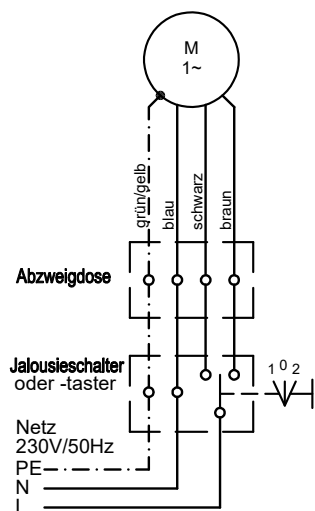 M
1~
grün/gelb
blau
schwarz
braun
Abzweigdose
Jalousieschalter
oder -taster
1 0 2
Netz
230V/50Hz
PE
N
L